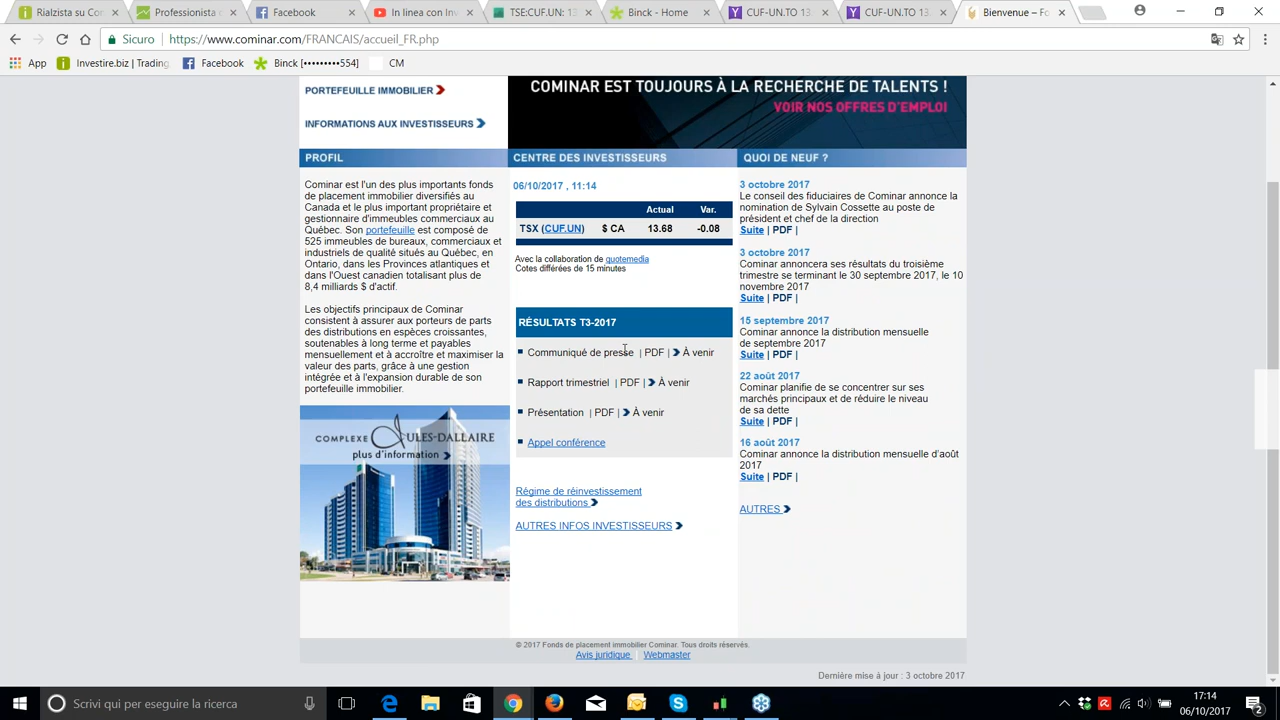 Rialzista su Con
Professionista c
Facebook
In linea con Inv
TSE:CUF.UN: 13
Binck - Home
CUF-UN.TO 13.
CUF-UN.TO 13.
Bienvenue - Fo
Sicuro
https://www.cominar.com/FRANCAIS/accueil_FR.php
App
Investire.biz | Trading
Facebook
Binck [••••••••554]
CM
PORTEFEUILLE IMMOBILIER
INFORMATIONS AUX INVESTISSEURS
COMINAR EST TOUJOURS À LA RECHERCHE DE TALENTS !
VOIR NOS OFFRES D'EMPLOI
PROFIL
Cominar est l'un des plus importants fonds
de placement immobilier diversifiés au
Canada et le plus important propriétaire et
gestionnaire d'immeubles commerciaux au
Québec. Son portefeuille est composé de
525 immeubles de bureaux, commerciaux et
industriels de qualité situés au Québec, en
Ontario, dans les Provinces atlantiques et
dans l'Ouest canadien totalisant plus de
8,4 milliards $ d'actif.
Les objectifs principaux de Cominar
consistent à assurer aux porteurs de parts
des distributions en espèces croissantes,
soutenables à long terme et payables
mensuellement et à accroître et maximiser la
valeur des parts, grâce à une gestion
intégrée et à l'expansion durable de son
portefeuille immobilier.
COMPLEXE JULES-DALLAIRE
plus d'information
CENTRE DES INVESTISSEURS
06/10/2017 , 11:14
Actual Var.
TSX (CUF.UN) $ CA 13.68 -0.08
Avec la collaboration de quotemedia
Cotes différées de 15 minutes
RÉSULTATS T3-2017
Communiqué de presse | PDF | À venir
Rapport trimestriel | PDF | À venir
Présentation | PDF | À venir
Appel conférence
Régime de réinvestissement
des distributions
AUTRES INFOS INVESTISSEURS
QUOI DE NEUF ?
3 octobre 2017
Le conseil des fiduciaires de Cominar annonce la
nomination de Sylvain Cossette au poste de
président et chef de la direction
Suite | PDF |
3 octobre 2017
Cominar annoncera ses résultats du troisième
trimestre se terminant le 30 septembre 2017, le 10
novembre 2017
Suite | PDF |
15 septembre 2017
Cominar annonce la distribution mensuelle
de septembre 2017
Suite | PDF |
22 août 2017
Cominar planifie de se concentrer sur ses
marchés principaux et de réduire le niveau
de sa dette
Suite | PDF |
16 août 2017
Cominar annonce la distribution mensuelle d'août
2017
Suite | PDF |
AUTRES
© 2017 Fonds de placement immobilier Cominar. Tous droits réservés.
Avis juridique | Webmaster
Dernière mise à jour : 3 octobre 2017
Scrivi qui per eseguire la ricerca
17:14
06/10/2017
2